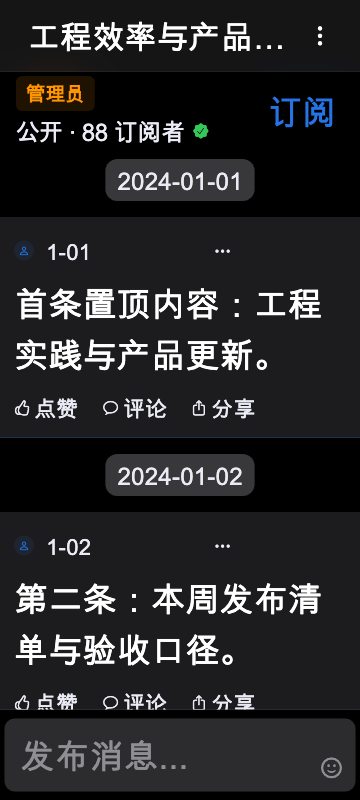 工程效率与产品…
管理员
公开 · 88 订阅者
订阅
2024-01-01
1-01
首条置顶内容：工程
实践与产品更新。
点赞 评论 分享
2024-01-02
1-02
第二条：本周发布清
单与验收口径。
点赞 评论 分享
发布消息...